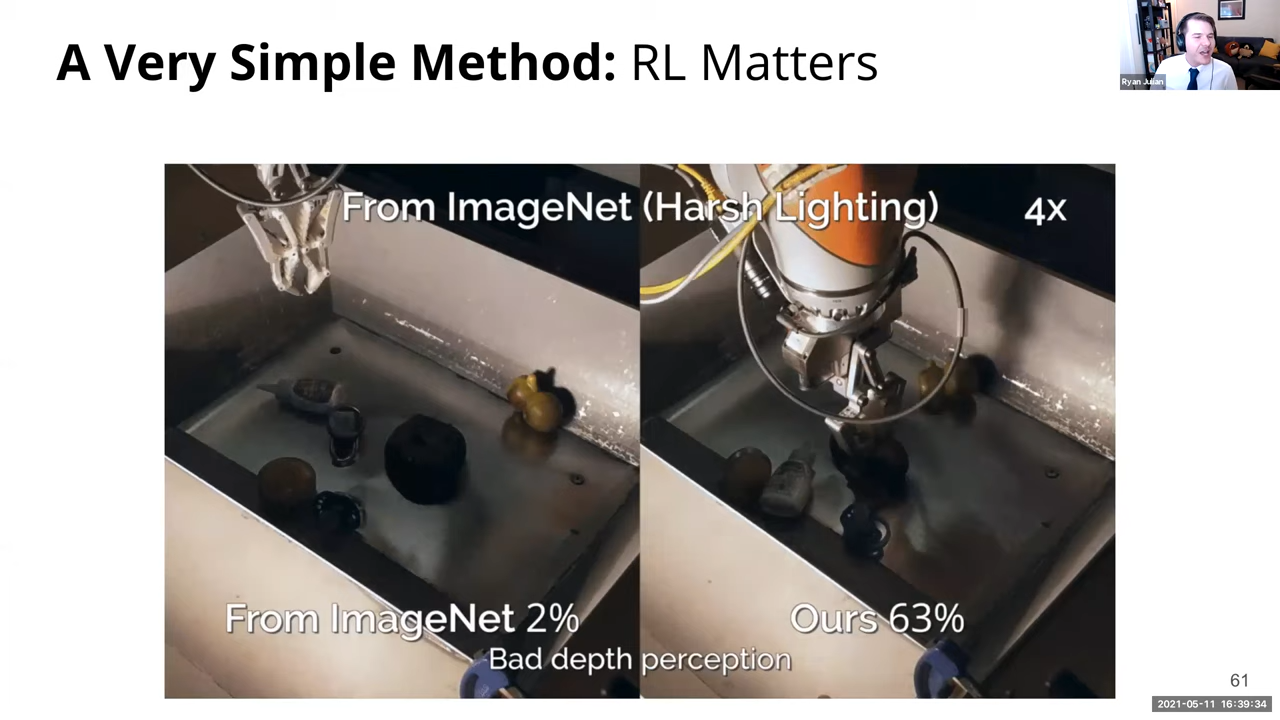 A Very Simple Method: RL Matters
Ryan Julian
From ImageNet (Harsh Lighting)
4x
From ImageNet 2%
Ours 63%
Bad depth perception
61
2021-05-11 16:39:34